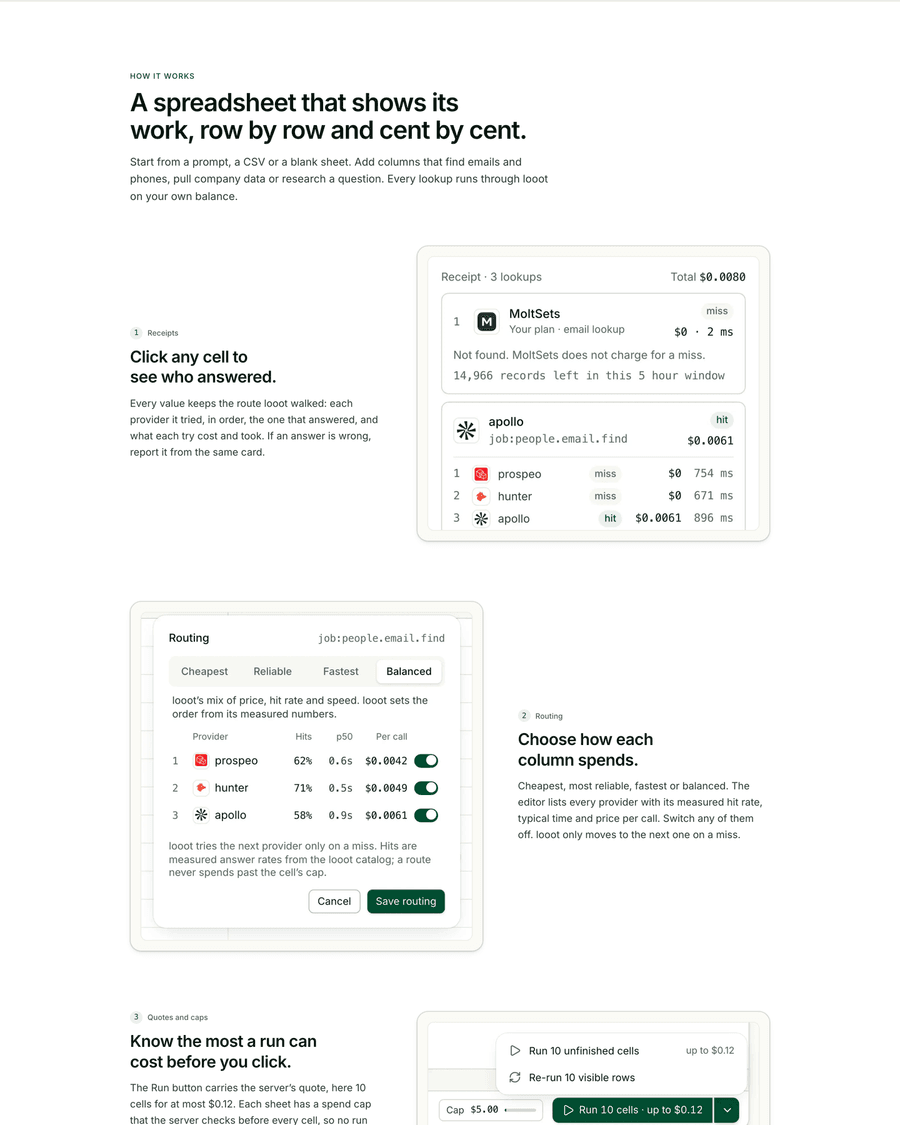 HOW IT WORKS
A spreadsheet that shows its
work, row by row and cent by cent.
Start from a prompt, a CSV or a blank sheet. Add columns that find emails and
phones, pull company data or research a question. Every lookup runs through looot
on your own balance.
1 Receipts
Click any cell to
see who answered.
Every value keeps the route looot walked: each
provider it tried, in order, the one that answered, and
what each try cost and took. If an answer is wrong,
report it from the same card.
Receipt · 3 lookups Total $0.0080
1 M MoltSets miss
Your plan · email lookup $0 · 2 ms
Not found. MoltSets does not charge for a miss.
14,966 records left in this 5 hour window
apollo hit
job:people.email.find $0.0061
1 prospeo miss $0 754 ms
2 hunter miss $0 671 ms
3 apollo hit $0.0061 896 ms
Routing job:people.email.find
Cheapest Reliable Fastest Balanced
looot's mix of price, hit rate and speed. looot sets the
order from its measured numbers.
Provider Hits p50 Per call
1 prospeo 62% 0.6s $0.0042
2 hunter 71% 0.5s $0.0049
3 apollo 58% 0.9s $0.0061
looot tries the next provider only on a miss. Hits are
measured answer rates from the looot catalog; a route
never spends past the cell's cap.
Cancel Save routing
2 Routing
Choose how each
column spends.
Cheapest, most reliable, fastest or balanced. The
editor lists every provider with its measured hit rate,
typical time and price per call. Switch any of them
off. looot only moves to the next one on a miss.
3 Quotes and caps
Know the most a run can
cost before you click.
The Run button carries the server's quote, here 10
cells for at most $0.12. Each sheet has a spend cap
that the server checks before every cell, so no run
Run 10 unfinished cells up to $0.12
Re-run 10 visible rows
Cap $5.00 Run 10 cells · up to $0.12